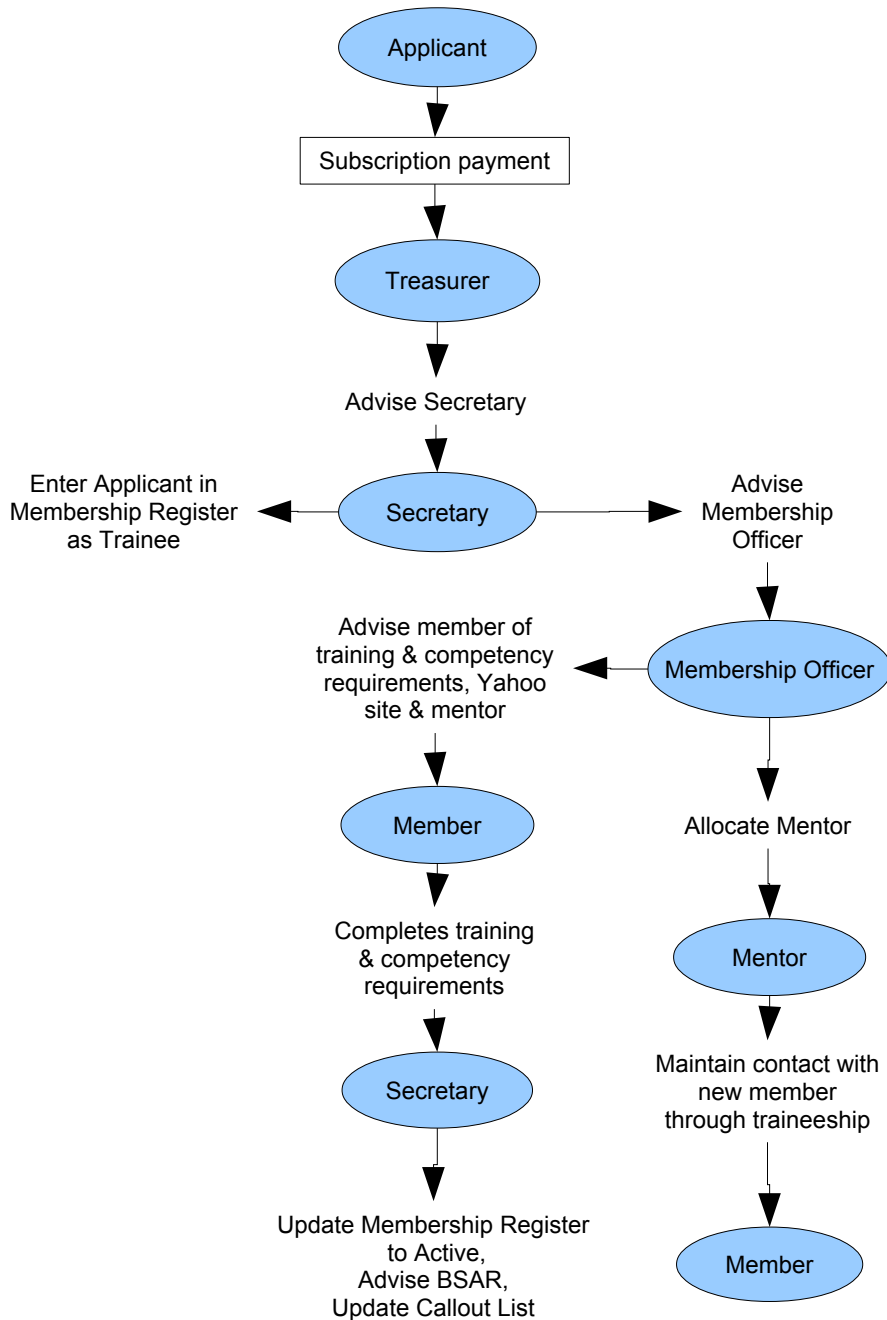 Applicant
Subscription payment
Treasurer
Advise Secretary
Secretary
Enter Applicant in
Membership Register
as Trainee
Advise
Membership
Officer
Membership Officer
Advise member of
training & competency
requirements, Yahoo
site & mentor
Member
Completes training
& competency
requirements
Secretary
Update Membership Register
to Active,
Advise BSAR,
Update Callout List
Allocate Mentor
Mentor
Maintain contact with
new member
through traineeship
Member